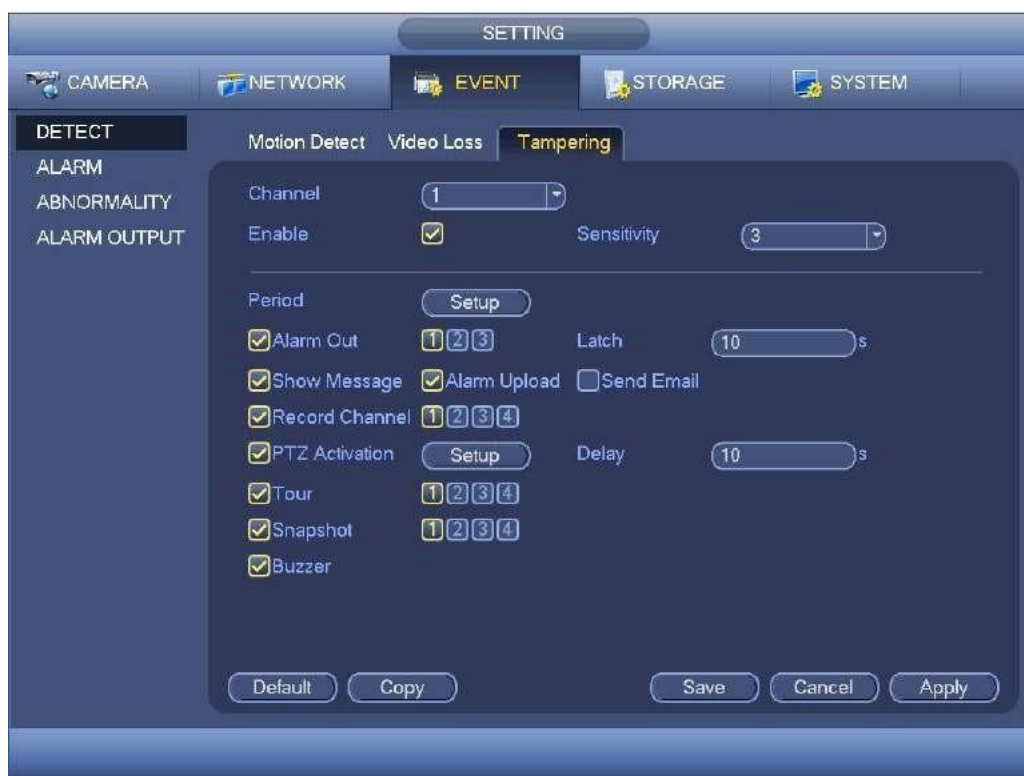 SETTING
CAMERA NETWORK EVENT STORAGE SYSTEM
DETECT
ALARM
ABNORMALITY
ALARM OUTPUT
Motion Detect Video Loss Tampering
Channel 1
Enable Sensitivity 3
Period Setup
Alarm Out 1 2 3 Latch 10 s
Show Message Alarm Upload Send Email
Record Channel 1 2 3 4
PTZ Activation Setup Delay 10 s
Tour 1 2 3 4
Snapshot 1 2 3 4
Buzzer
Default Copy Save Cancel Apply